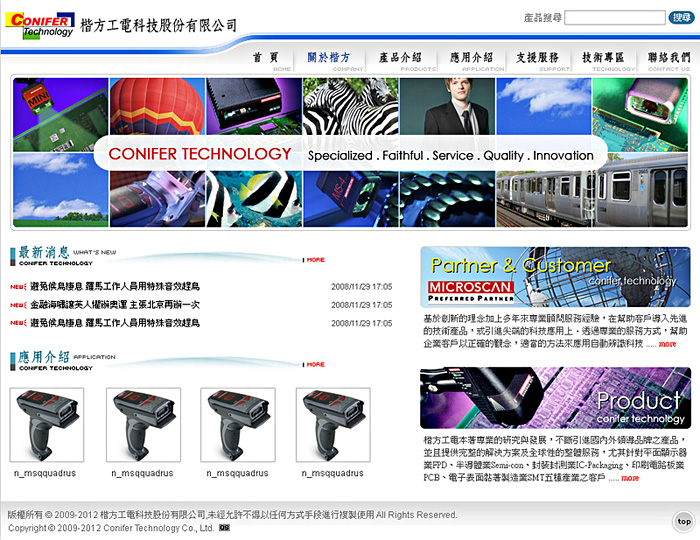 CONIFER
Technology 楷方工電科技股份有限公司
產品搜尋 搜尋
首 頁 關於楷方 產品介紹 應用介紹 支援服務 技術專區 聯絡我們
HOME COMPANY PRODUCTS APPLICATION SUPPORT TECHNOLOGY CONTACT US
MINI
MS-4
CONIFER TECHNOLOGY Specialized . Faithful . Service . Quality . Innovation
最新消息 WHAT'S NEW
CONIFER TECHNOLOGY
MORE
NEW 避免候鳥棲息 羅馬工作人員用特殊音效趕鳥 2008/11/29 17:05
NEW 金融海嘯讓英人懼辦奧運 主張北京再辦一次 2008/11/29 17:05
NEW 避免候鳥棲息 羅馬工作人員用特殊音效趕鳥 2008/11/29 17:05
應用介紹 APPLICATION
CONIFER TECHNOLOGY
MORE
n_msqquadrus n_msqquadrus n_msqquadrus n_msqquadrus
Partner & Customer
conifer technology
MICROSCAN
PREFERRED PARTNER
基於創新的理念加上多年來專業顧問服務經驗，在幫助客戶導入先進
的技術產品，或引進尖端的科技應用上，透過專業的服務方式，幫助
企業客戶以正確的觀念，適當的方法來應用自動辨識科技 ..... more
Product
conifer technology
楷方工電本著專業的研究與發展，不斷引進國內外領導品牌之產品，
並且提供完整的解決方案及全球性的整體服務，尤其針對平面顯示器
業FPD、半導體業Semi-con、封裝封測業IC-Packaging、印刷電路板業
PCB、電子表面黏著製造業SMT五種產業之客戶 ..... more
版權所有 © 2009-2012 楷方工電科技股份有限公司,未經允許不得以任何方式手段進行複製使用 All Rights Reserved.
Copyright © 2009-2012 Conifer Technology Co., Ltd.
top